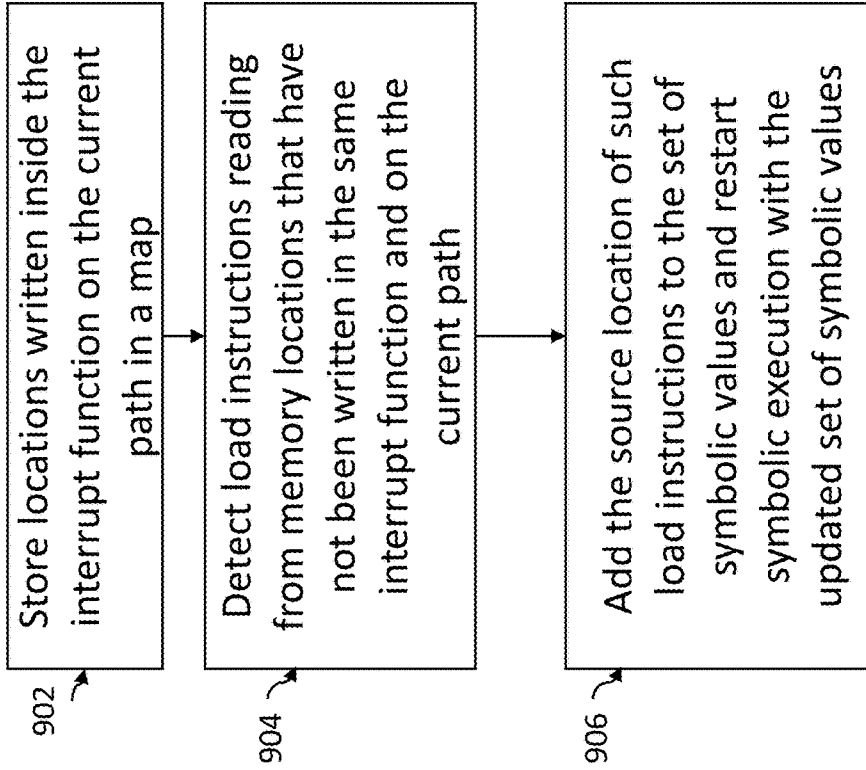 902
Store locations written inside the
interrupt function on the current
path in a map
904
Detect load instructions reading
from memory locations that have
not been written in the same
interrupt function and on the
current path
906
Add the source location of such
load instructions to the set of
symbolic values and restart
symbolic execution with the
updated set of symbolic values